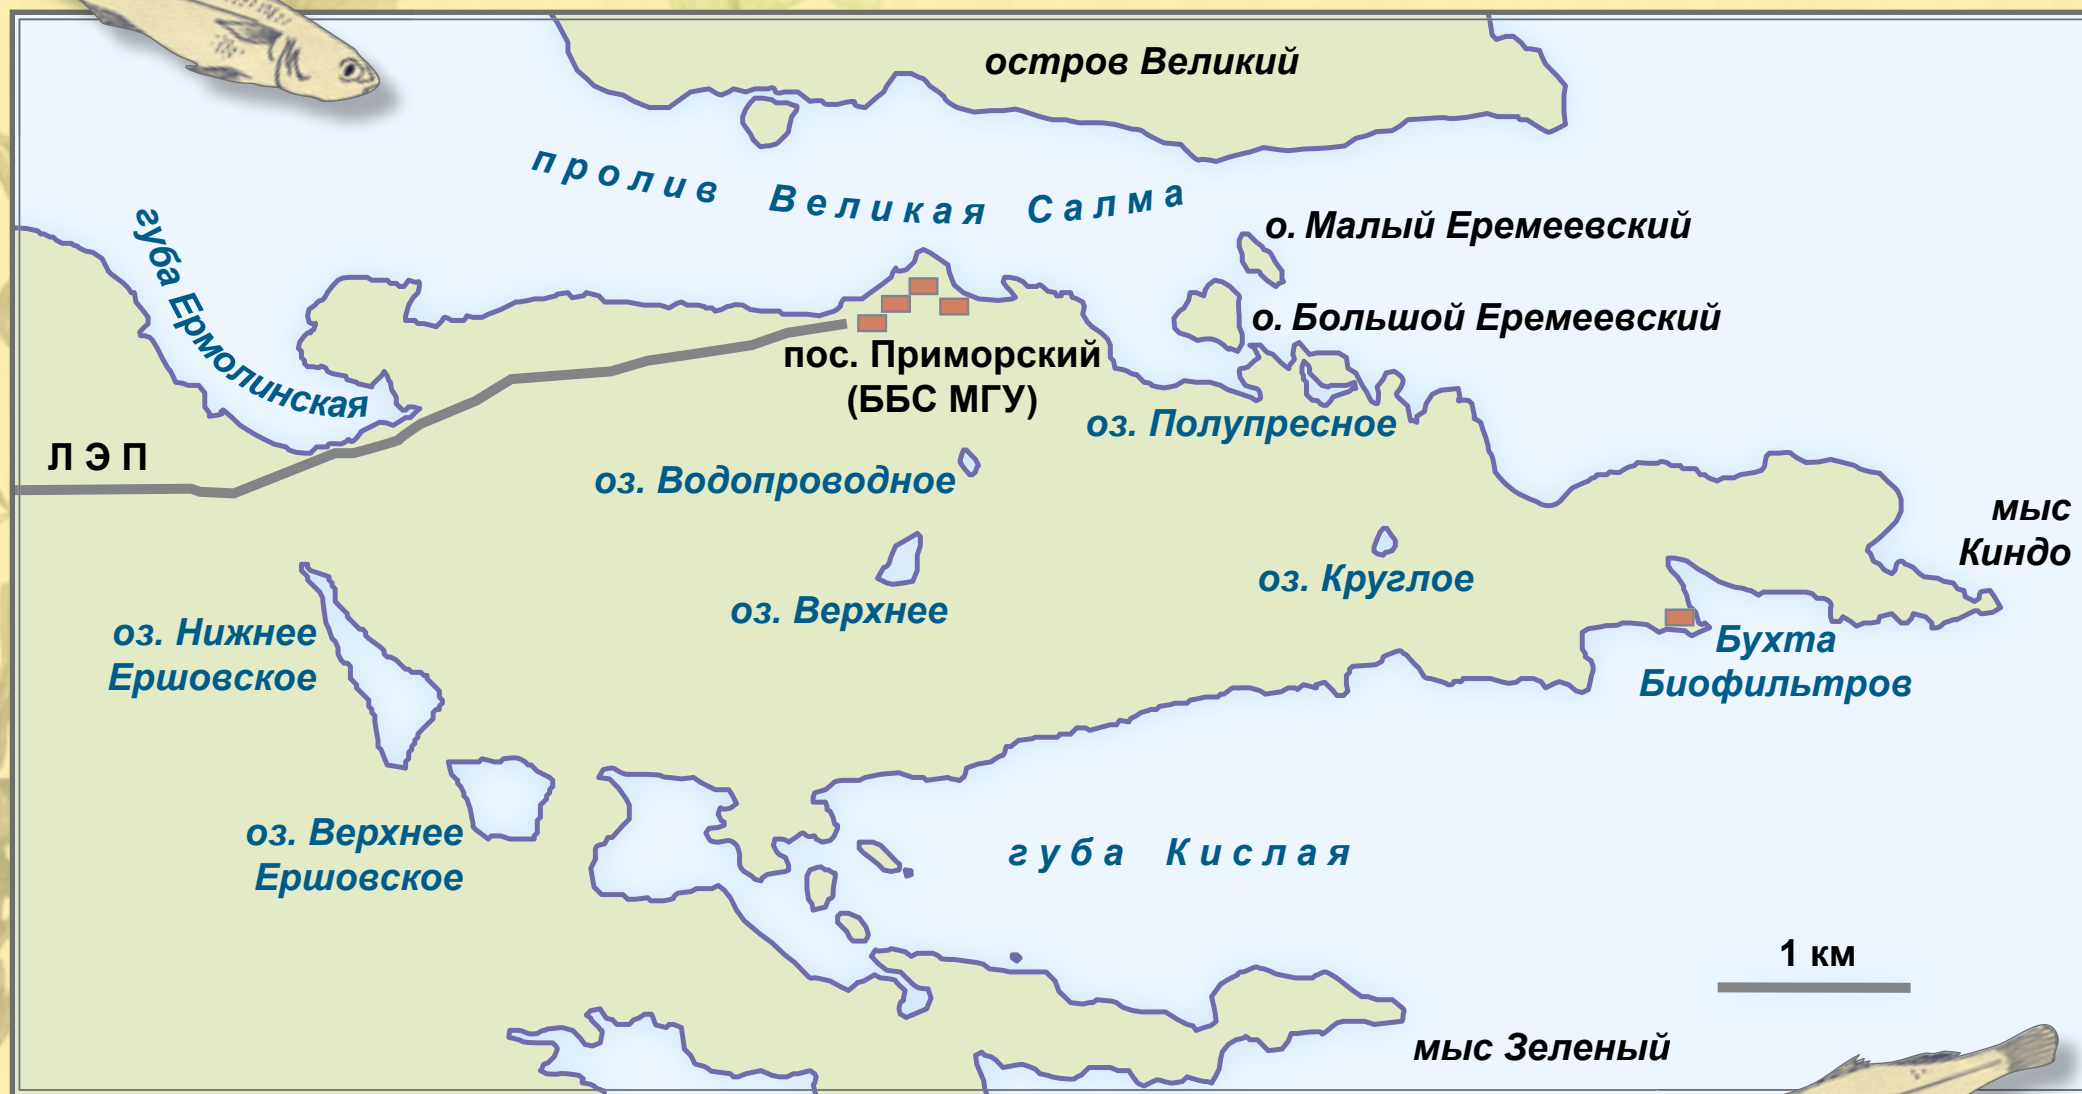 остров Великий
пролив Великая Салма
губа Ермолинская
о. Малый Еремеевский
о. Большой Еремеевский
пос. Приморский
(ББС МГУ)
оз. Полупресное
ЛЭП
оз. Водопроводное
мыс
Киндо
оз. Круглое
оз. Верхнее
оз. Нижнее
Ершовское
Бухта
Биофильтров
оз. Верхнее
Ершовское
губа Кислая
1 км
мыс Зеленый